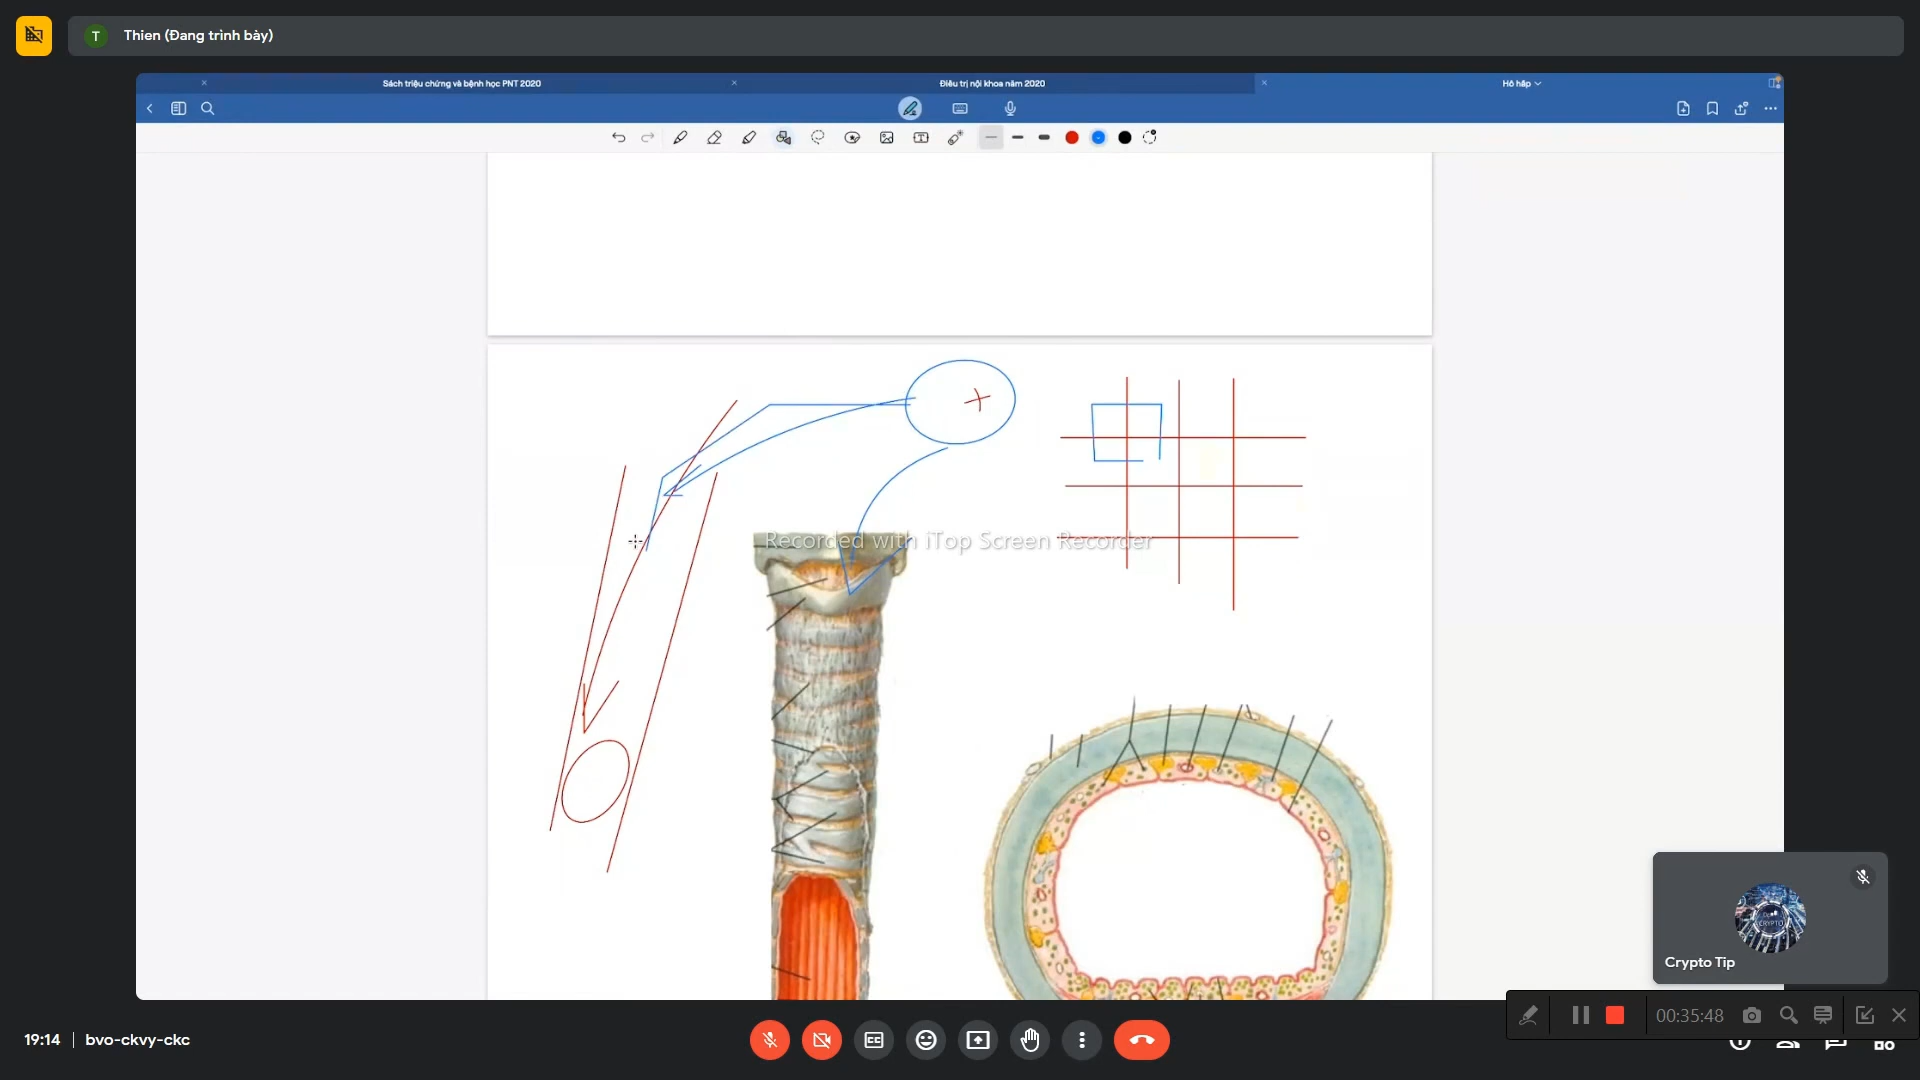 T Thien (Đang trình bày)
Sách triệu chứng và bệnh học PNT 2020
Điều trị nội khoa năm 2020
Hô hấp
Recorded with iTop Screen Recorder
Crypto Tip
00:35:48
19:14 | bvo-ckvy-ckc